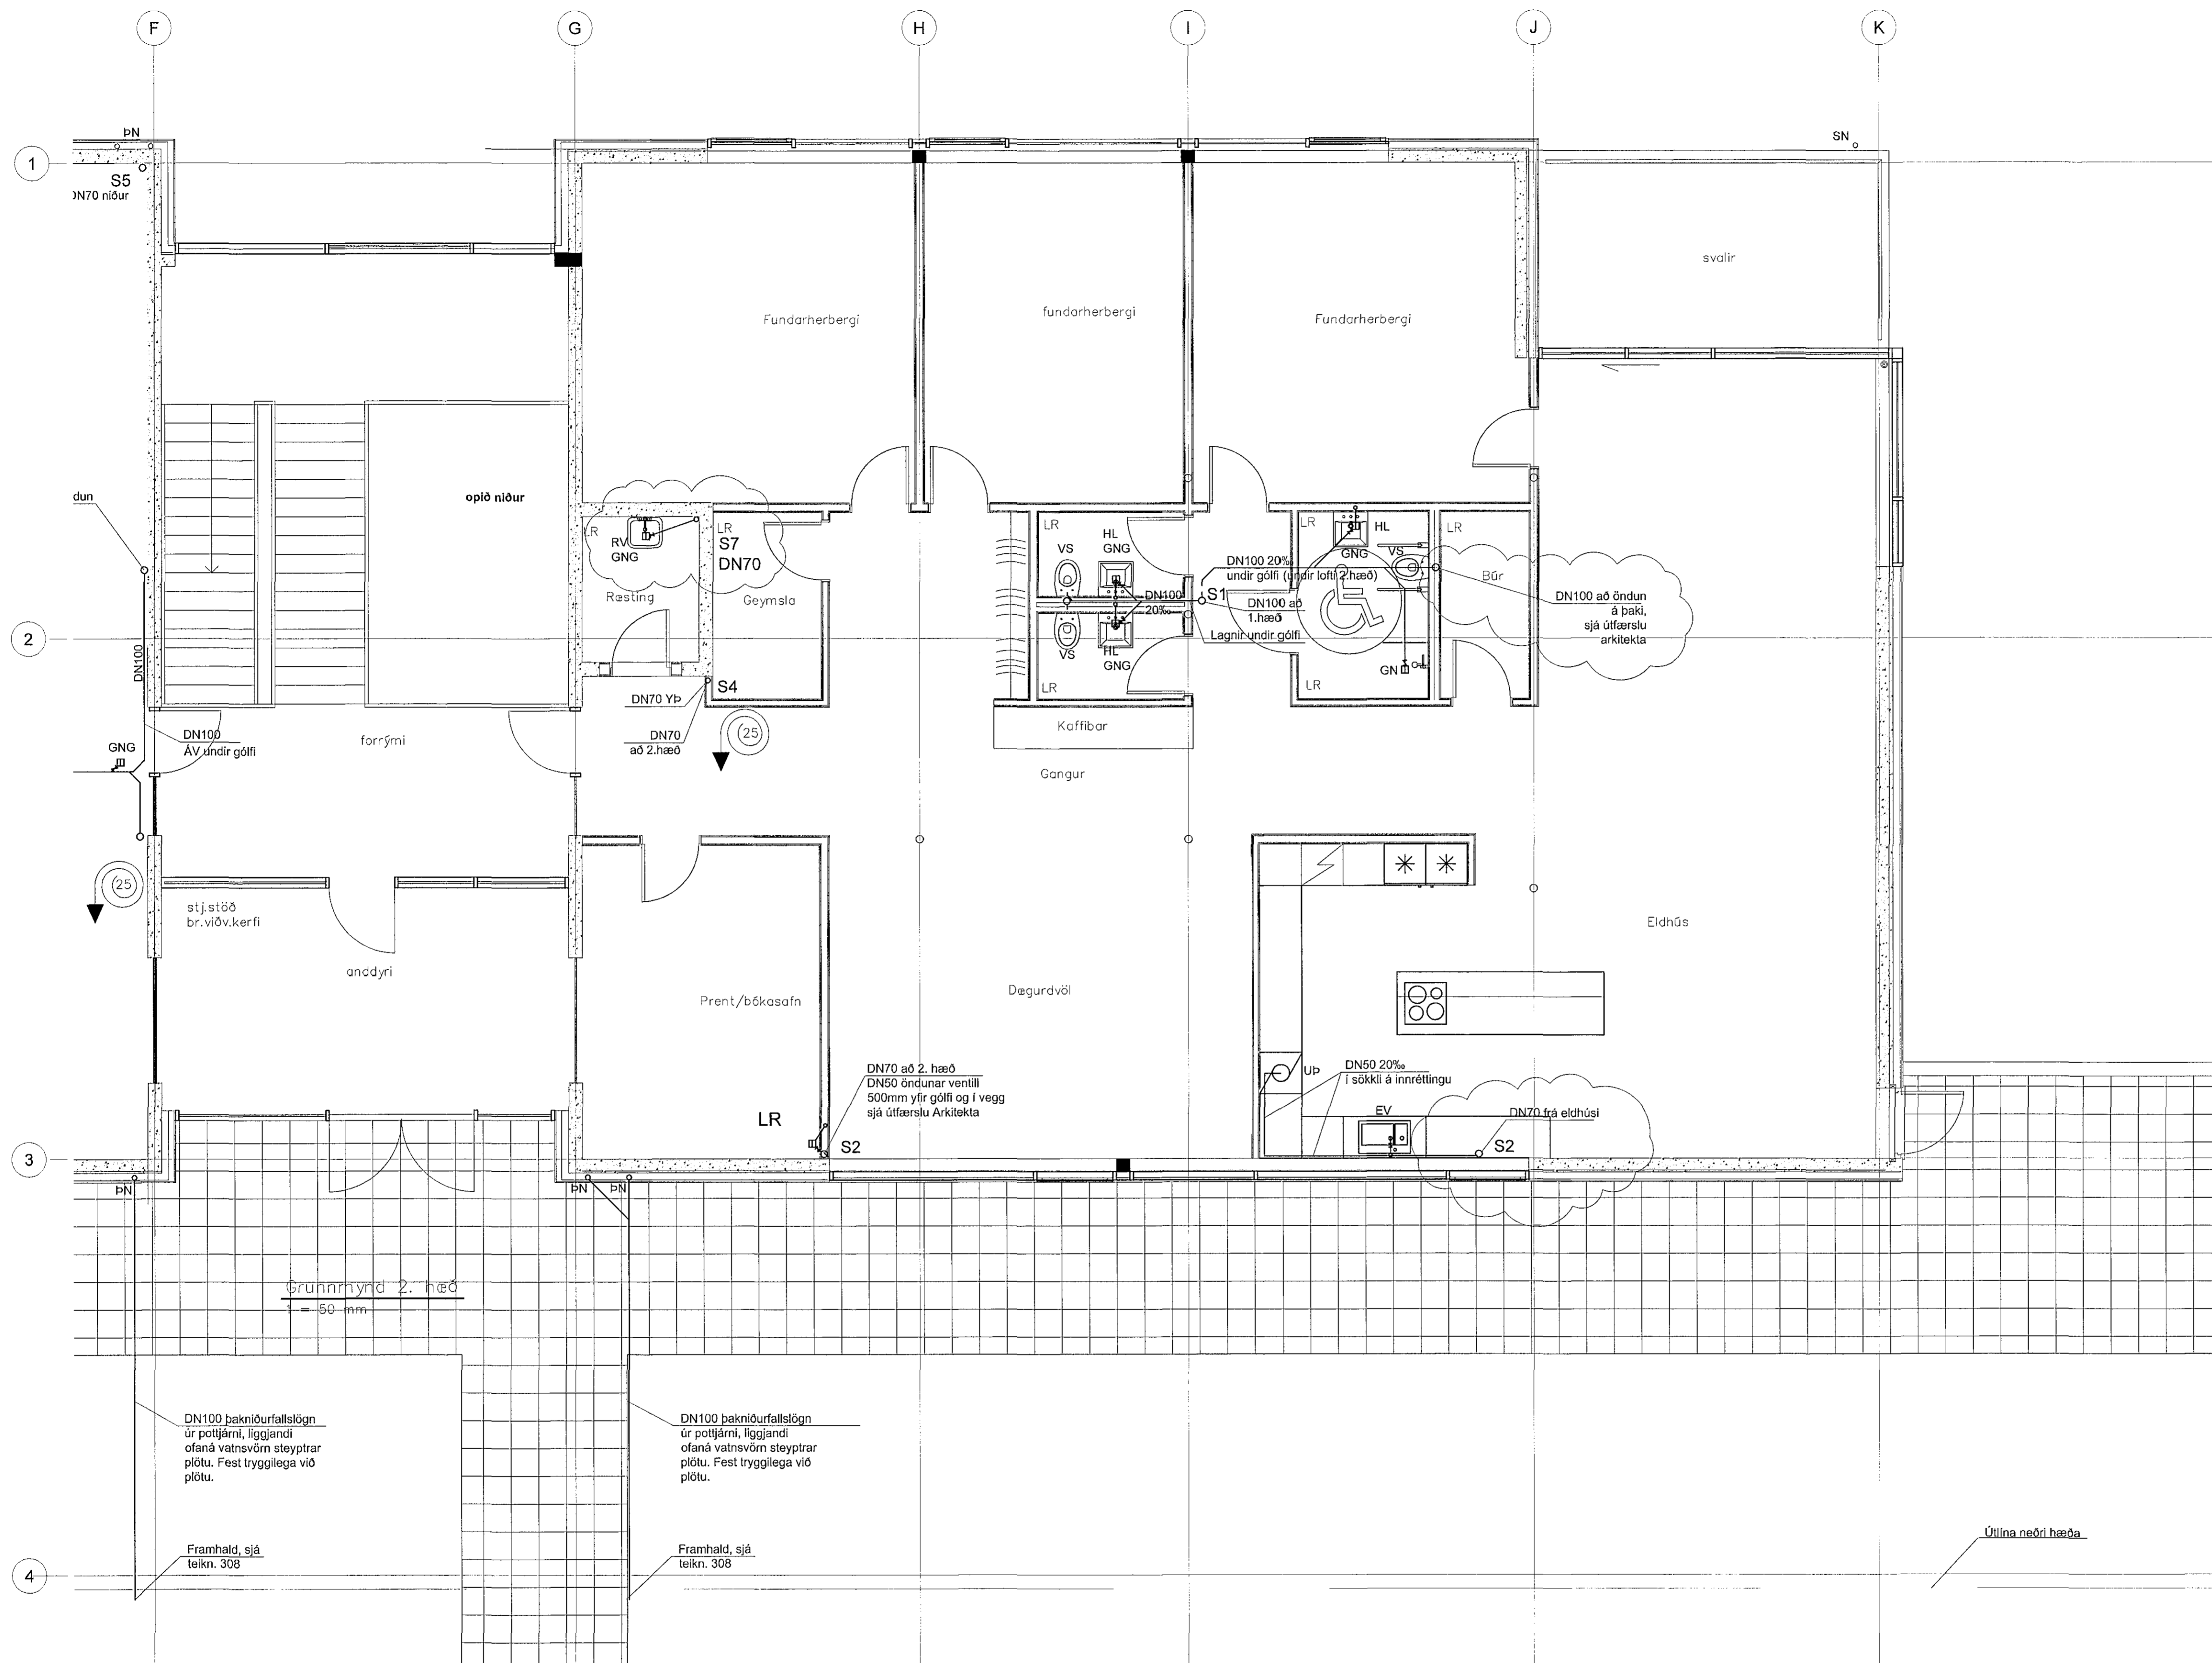 F
G
H
I
J
K
1
ÞN
S5
DN70 niður
SN
svalir
Fundarherbergi
fundarherbergi
Fundarherbergi
dun
opið niður
LR
RV
GNG
Ræsting
LR
S7
DN70
Geymsla
LR
VS
HL
GNG
DN100
20‰
VS
HL
GNG
LR
DN100 20‰
undir gólfi (undir lofti 2.hæð)
S1
DN100 að
1.hæð
Lagnir undir gólfi
LR
HL
GNG
VS
GN
LR
LR
Búr
DN100 að öndun
á þaki,
sjá útfærslu
arkitekta
2
DN100
S4
DN70 YÞ
DN70
að 2.hæð
25
Kaffibar
Gangur
DN100
ÁV undir gólfi
forrými
GNG
25
stj.stöð
br.viðv.kerfi
anddyri
Prent/bókasafn
Dægurdvöl
Eldhús
DN70 að 2. hæð
DN50 öndunar ventill
500mm yfir gólfi og í vegg
sjá útfærslu Arkitekta
LR
S2
UÞ
DN50 20‰
í sökkli á innréttingu
EV
DN70 frá eldhúsi
S2
3
ÞN
ÞN
ÞN
Grunnmynd 2. hæð
1 = 50 mm
DN100 þakniðurfallslögn
úr pottjárni, liggjandi
ofaná vatnsvörn steyptrar
plötu. Fest tryggilega við
plötu.
DN100 þakniðurfallslögn
úr pottjárni, liggjandi
ofaná vatnsvörn steyptrar
plötu. Fest tryggilega við
plötu.
Framhald, sjá
teikn. 308
Framhald, sjá
teikn. 308
Útlína neðri hæða
4